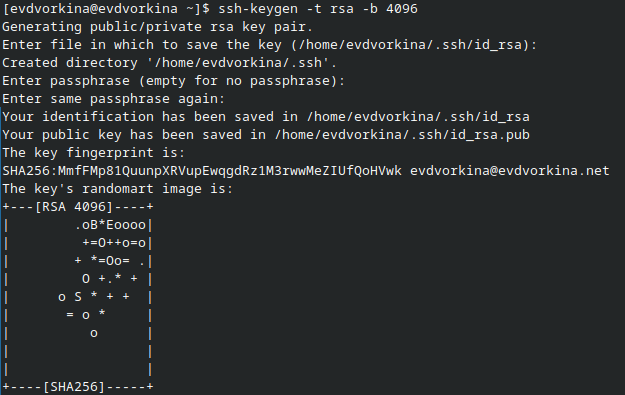 [evdvorkina@evdvorkina ~]$ ssh-keygen -t rsa -b 4096
Generating public/private rsa key pair.
Enter file in which to save the key (/home/evdvorkina/.ssh/id_rsa):
Created directory '/home/evdvorkina/.ssh'.
Enter passphrase (empty for no passphrase):
Enter same passphrase again:
Your identification has been saved in /home/evdvorkina/.ssh/id_rsa
Your public key has been saved in /home/evdvorkina/.ssh/id_rsa.pub
The key fingerprint is:
SHA256:MmfFMp81QuunpXRVupEwqgdRz1M3rwwMeZIUfQoHVwk evdvorkina@evdvorkina.net
The key's randomart image is:
+---[RSA 4096]----+
|         .oB*Eoooo|
|          +=O++o=o|
|         + *=Oo= .|
|          O +.* + |
|       o S * + +  |
|        = o *     |
|           o      |
|                  |
|                  |
+----[SHA256]-----+